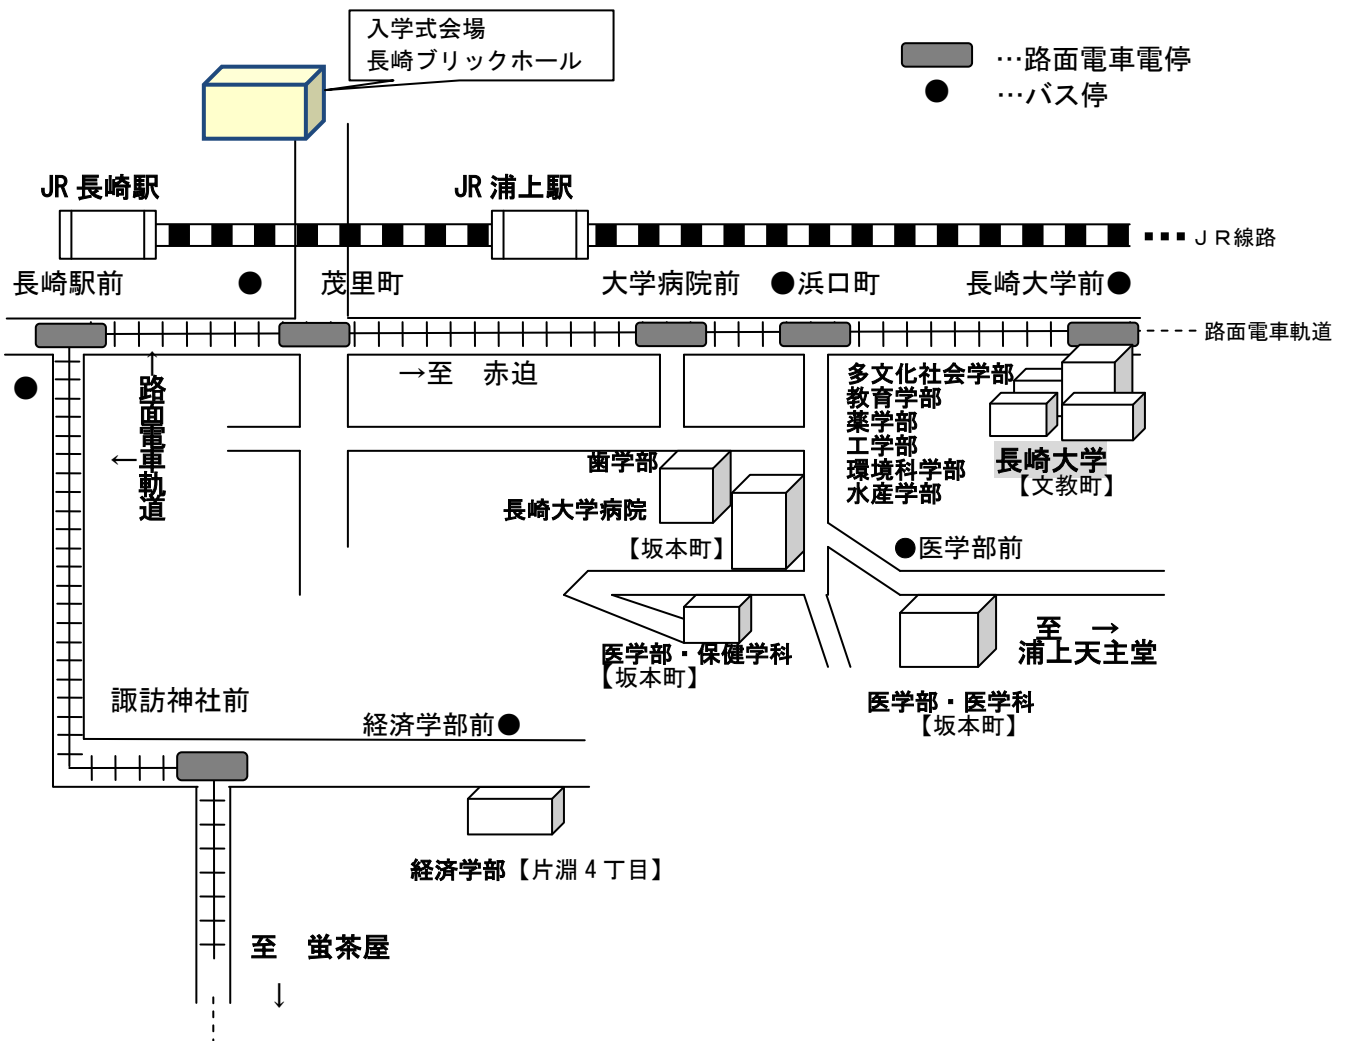 入学式会場
長崎ブリックホール
…路面電車電停
●　…バス停
JR 長崎駅
JR 浦上駅
ＪＲ線路
長崎駅前
茂里町
大学病院前
●浜口町
長崎大学前●
路面電車軌道
→至　赤迫
←路面電車軌道→
多文化社会学部
教育学部
薬学部
工学部
環境科学部
水産学部
長崎大学
【文教町】
歯学部
長崎大学病院
【坂本町】
●医学部前
医学部・保健学科
【坂本町】
至　→
浦上天主堂
医学部・医学科
【坂本町】
諏訪神社前
経済学部前●
経済学部【片淵４丁目】
至　蛍茶屋
↓